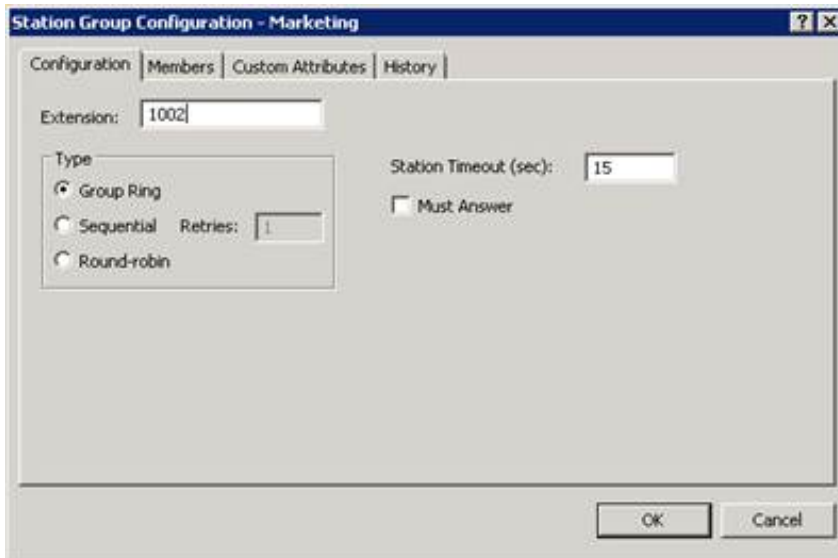 Station Group Configuration - Marketing
Configuration Members Custom Attributes History
Extension: 1002
Type
Group Ring
Sequential Retries: 1
Round-robin
Station Timeout (sec): 15
Must Answer
OK Cancel